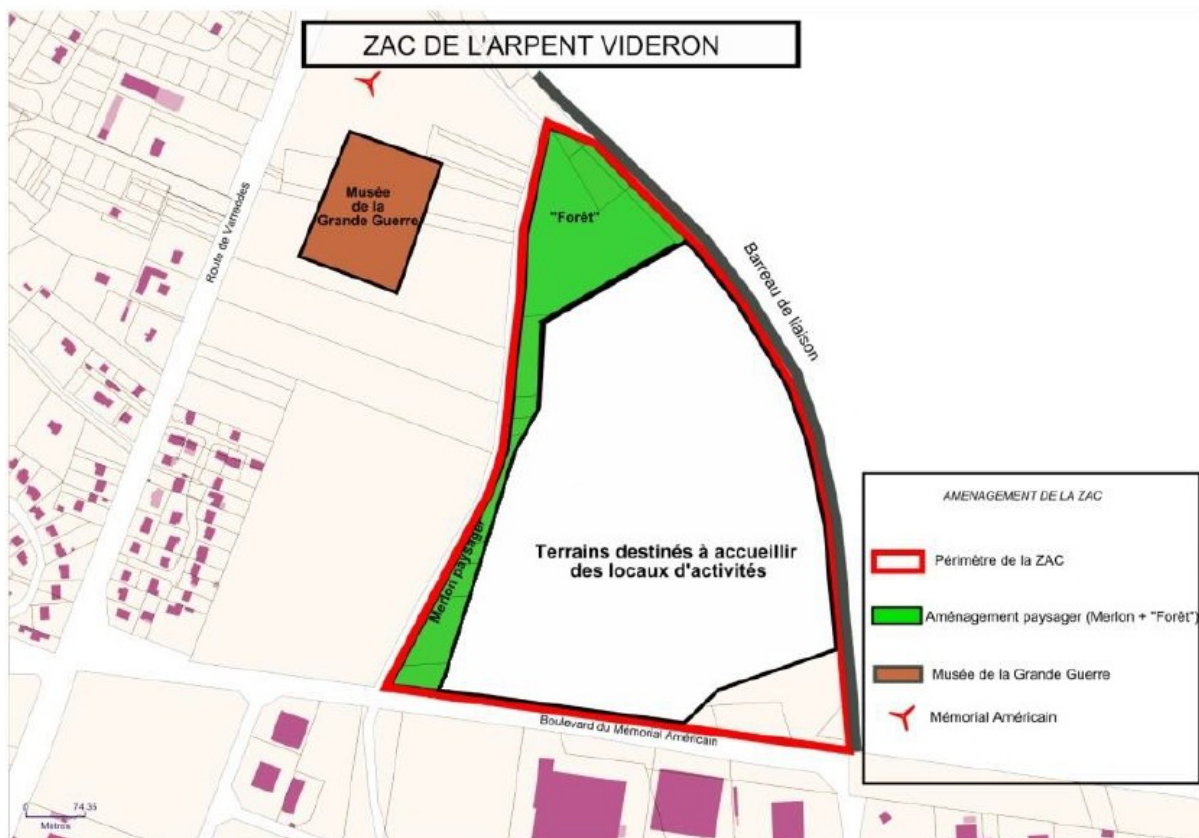 ZAC DE L'ARPENT VIDERON
Musée
de la
Grande Guerre
"Forêt"
Route de Varraddes
Barreau de liaison
Merlon paysager
Terrains destinés à accueillir
des locaux d'activités
Boulevard du Mémorial Américain
AMENAGEMENT DE LA ZAC
Périmètre de la ZAC
Aménagement paysager (Merlon + "Forêt")
Musée de la Grande Guerre
Mémorial Américain
0 74,35
Mètres